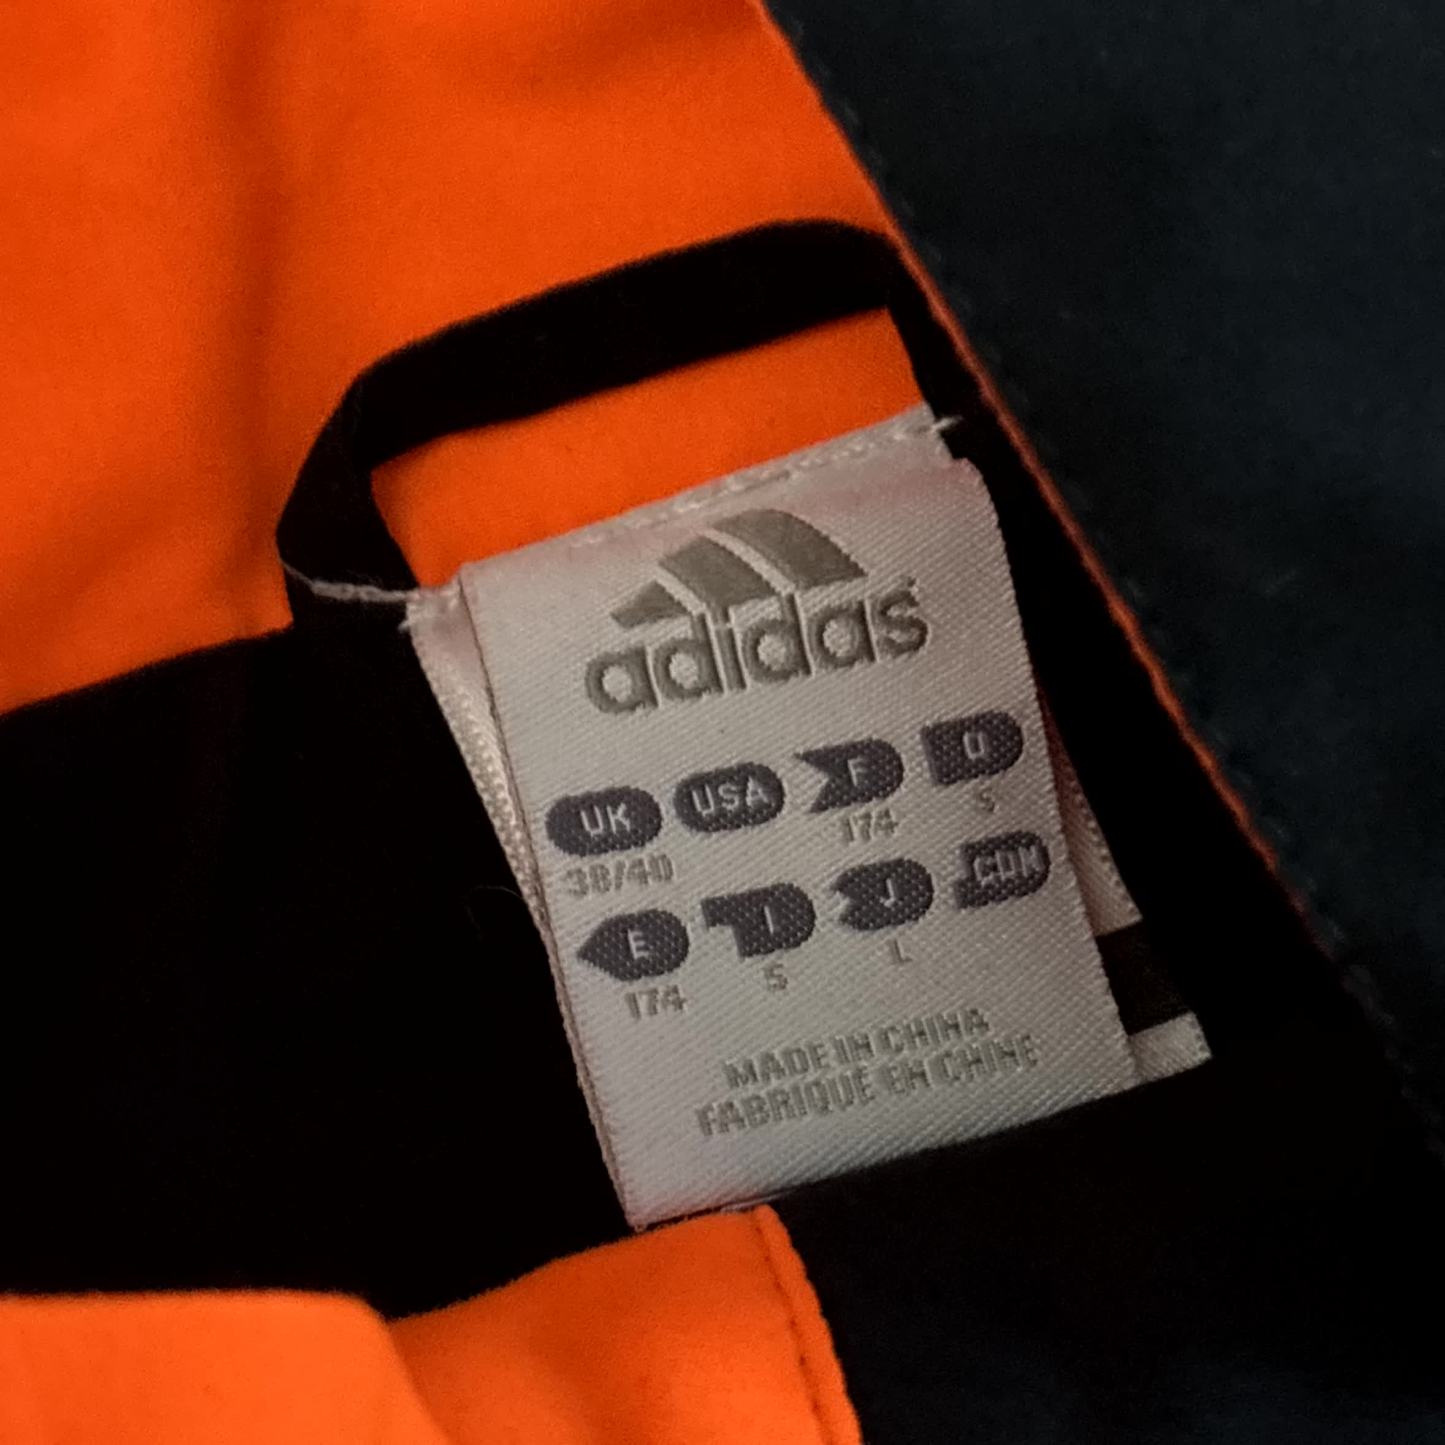 adidas
UK USA F D
38/40 174 S
E I J CDN
174 S L
MADE IN CHINA
FABRIQUE EN CHINE